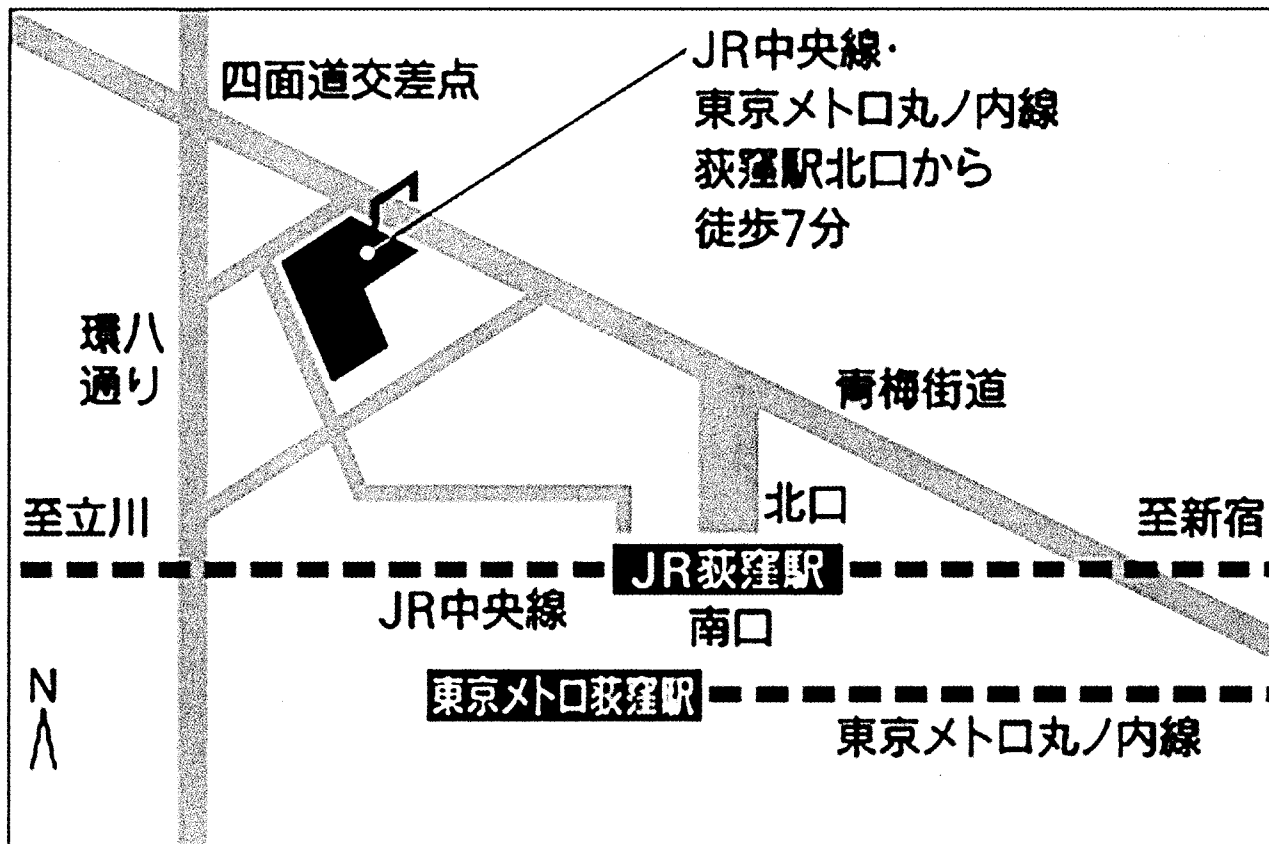 四面道交差点
JR中央線・
東京メトロ丸ノ内線
荻窪駅北口から
徒歩7分
環八
通り
青梅街道
至立川
北口
至新宿
JR荻窪駅
JR中央線
南口
N
東京メトロ荻窪駅
東京メトロ丸ノ内線